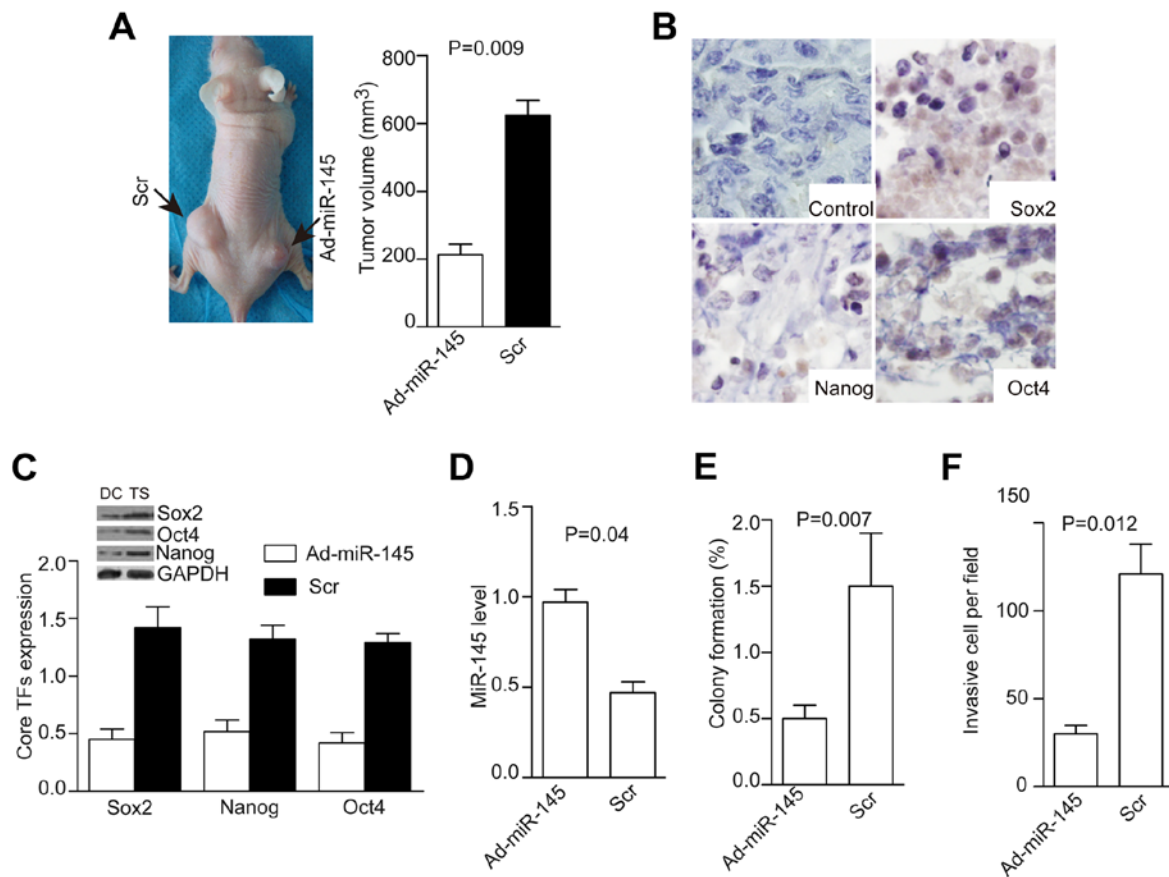 A
P=0.009
Tumor volume (mm3)
800
600
400
200
0
Scr
Ad-miR-145
Ad-miR-145
Scr
B
Control
Sox2
Nanog
Oct4
C
DC TS
Sox2
Oct4
Nanog
GAPDH
Ad-miR-145
Scr
Core TFs expression
2.0
1.5
1.0
0.5
0.0
Sox2
Nanog
Oct4
D
P=0.04
MiR-145 level
1.5
1.0
0.5
0.0
Ad-miR-145
Scr
E
P=0.007
Colony formation (%)
2.0
1.5
1.0
0.5
0.0
Ad-miR-145
Scr
F
P=0.012
Invasive cell per field
150
100
50
0
Ad-miR-145
Scr